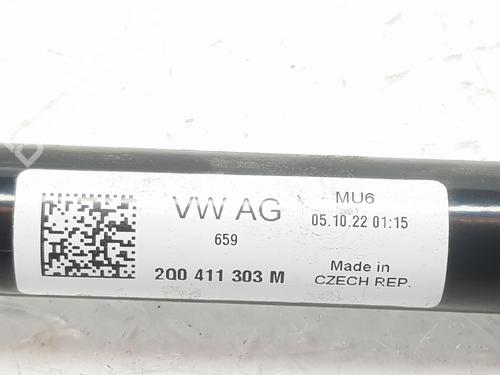 VW AG
659
2Q0 411 303 M
MU6
05.10.22 01:15
Made in
CZECH REP.